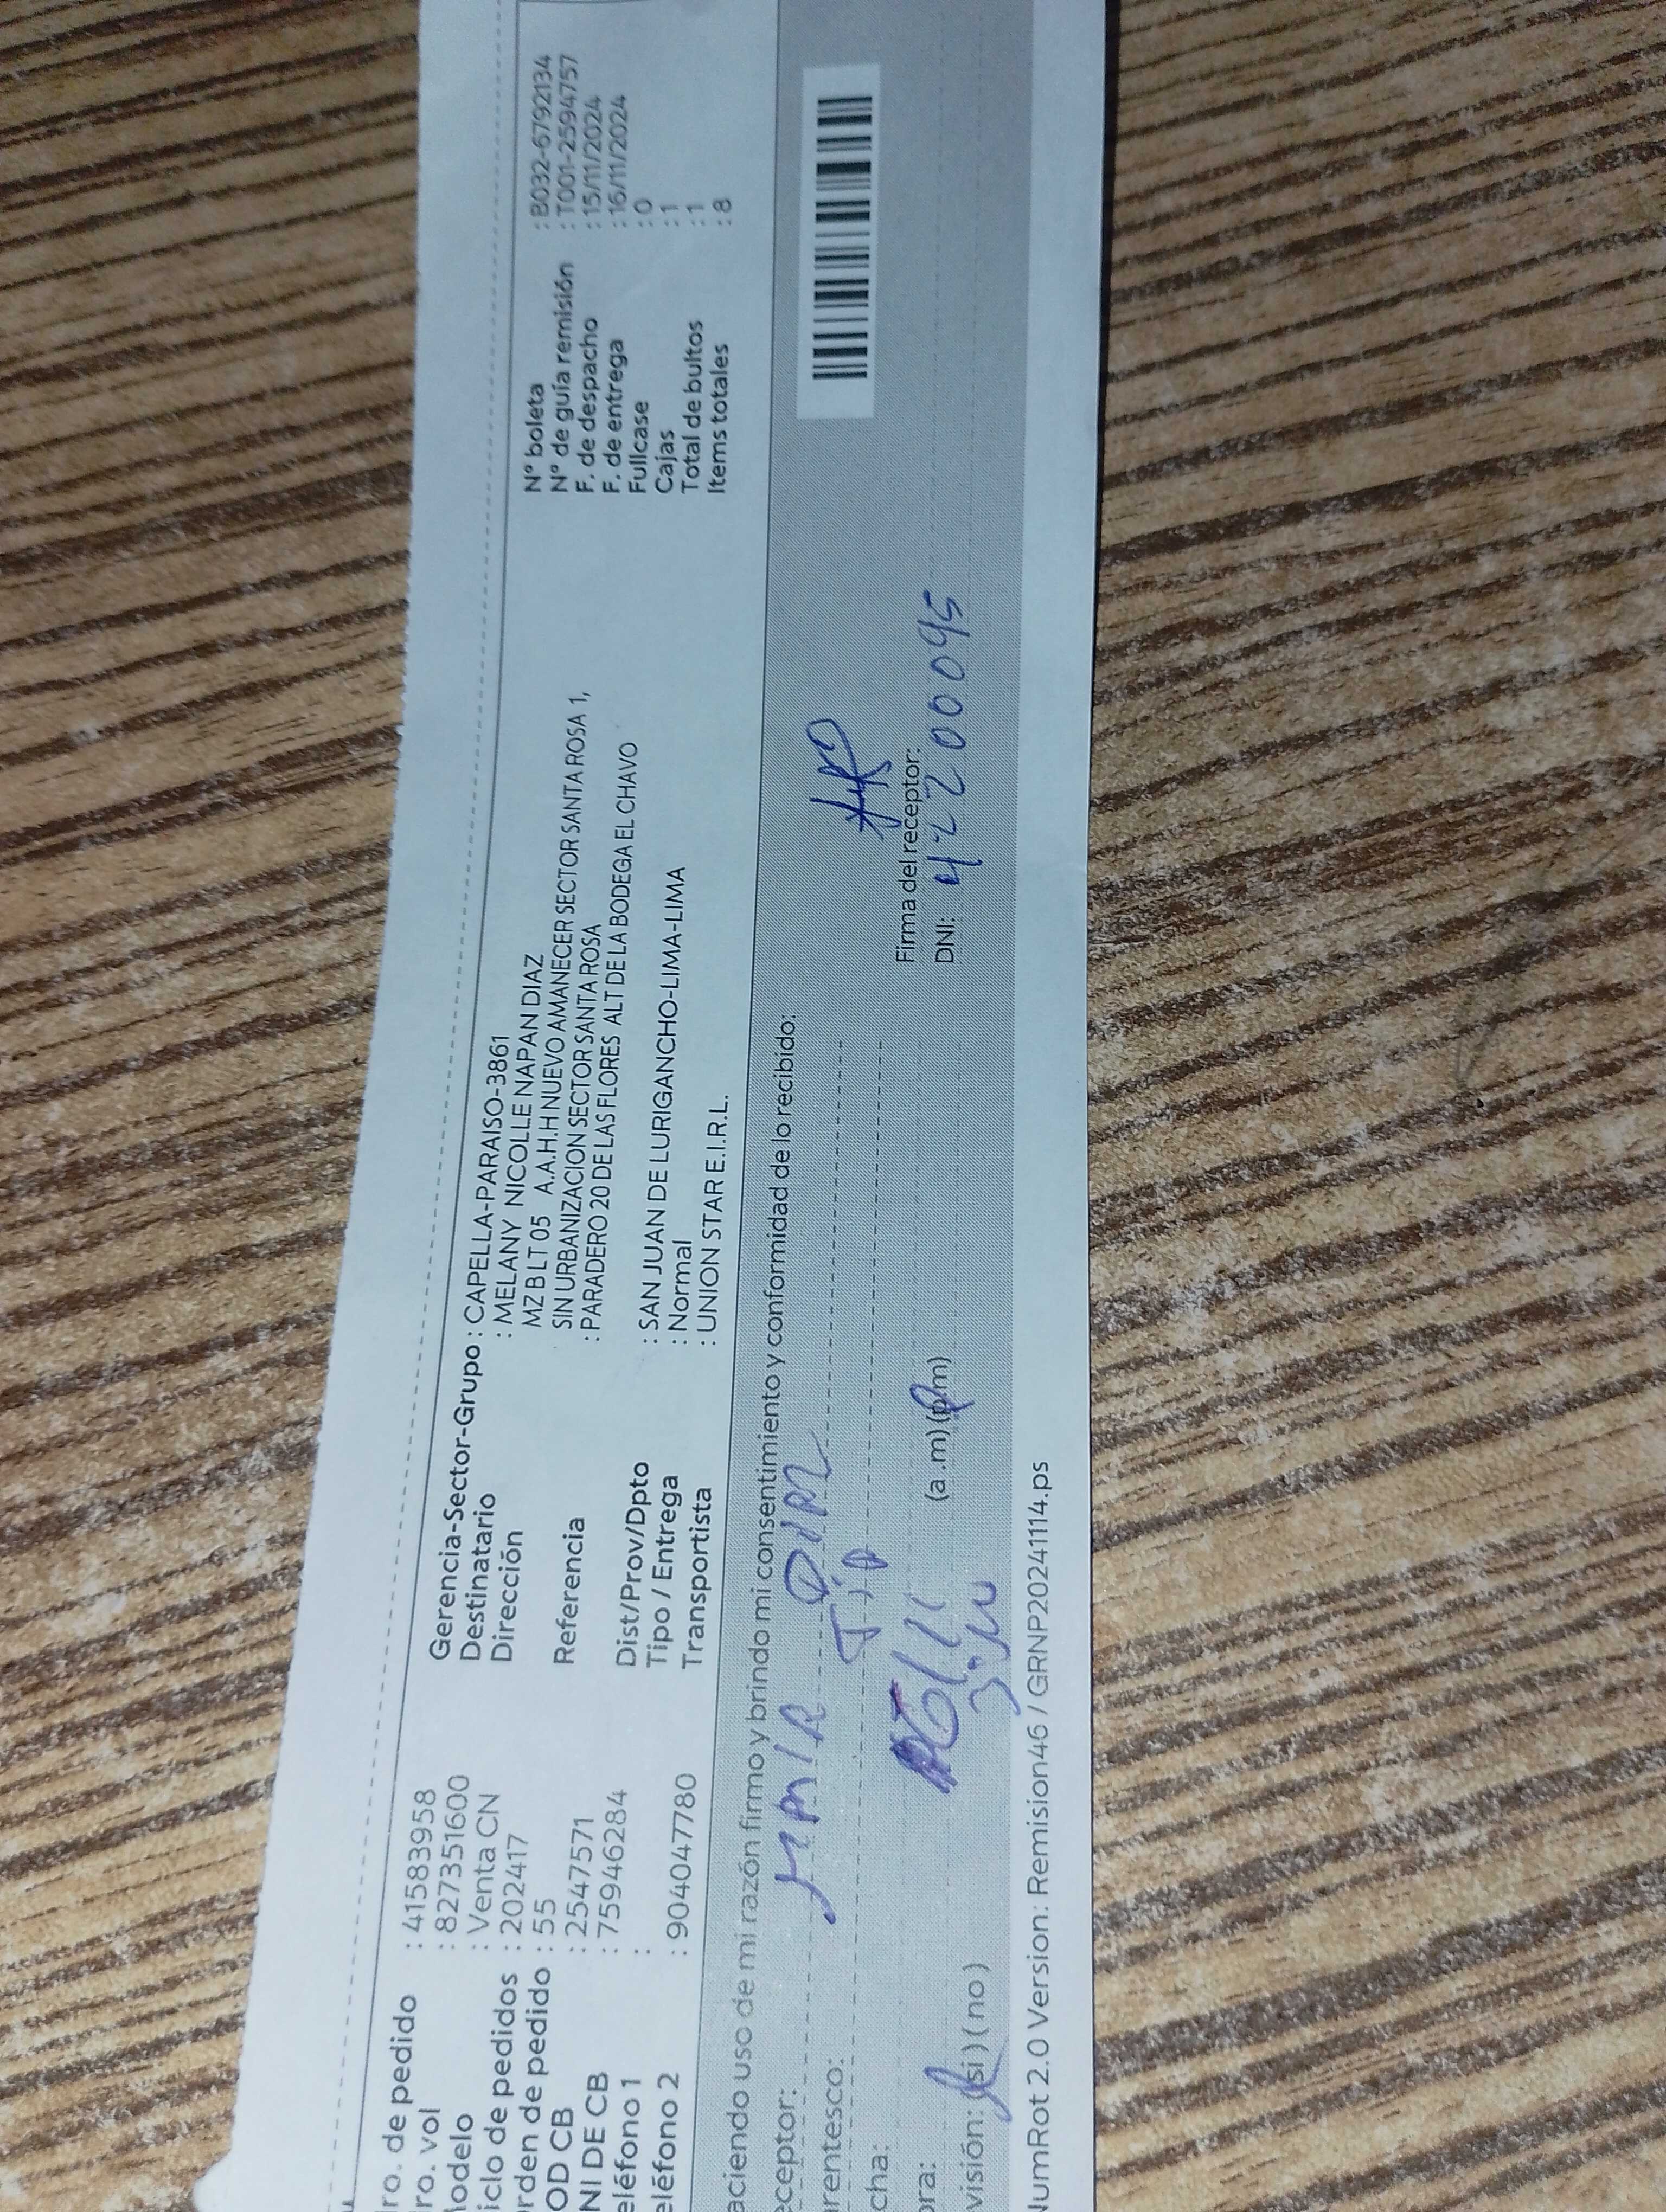 ro. de pedido : 415839958
ro. vol : 827351600
odelo : Venta CN
iclo de pedidos : 202417
rden de pedido : 55
OD CB : 2547571
NI DE CB : 75946284
eléfono 1 :
eléfono 2 : 904047780
Gerencia-Sector-Grupo : CAPELLA-PARAISO-3861
Destinatario : MELANY NICOLLE NAPAN DIAZ
Dirección MZ B LT 05 A.A.H.H NUEVO AMANECER SECTOR SANTA ROSA 1,
SIN URBANIZACION SECTOR SANTA ROSA
Referencia : PARADERO 20 DE LAS FLORES ALT DE LA BODEGA EL CHAVO
Dist/Prov/Dpto : SAN JUAN DE LURIGANCHO-LIMA-LIMA
Tipo / Entrega : Normal
Transportista : UNION STAR E.I.R.L.
N° boleta : B032-6792134
N° de guía remisión : T001-2594757
F. de despacho : 15/11/2024
F. de entrega : 16/11/2024
Fullcase : 0
Cajas : 1
Total de bultos : 1
Items totales : 8
aciendo uso de mi razón firmo y brindo mi consentimiento y conformidad de lo recibido:
eceptor:
rentesco:
cha:
ora: (a.m) (p.m)
visión: (si) (no)
Firma del receptor:
DNI: 42200095
NumRot 2.0 Version: Remision46 / GRNP20241114.ps